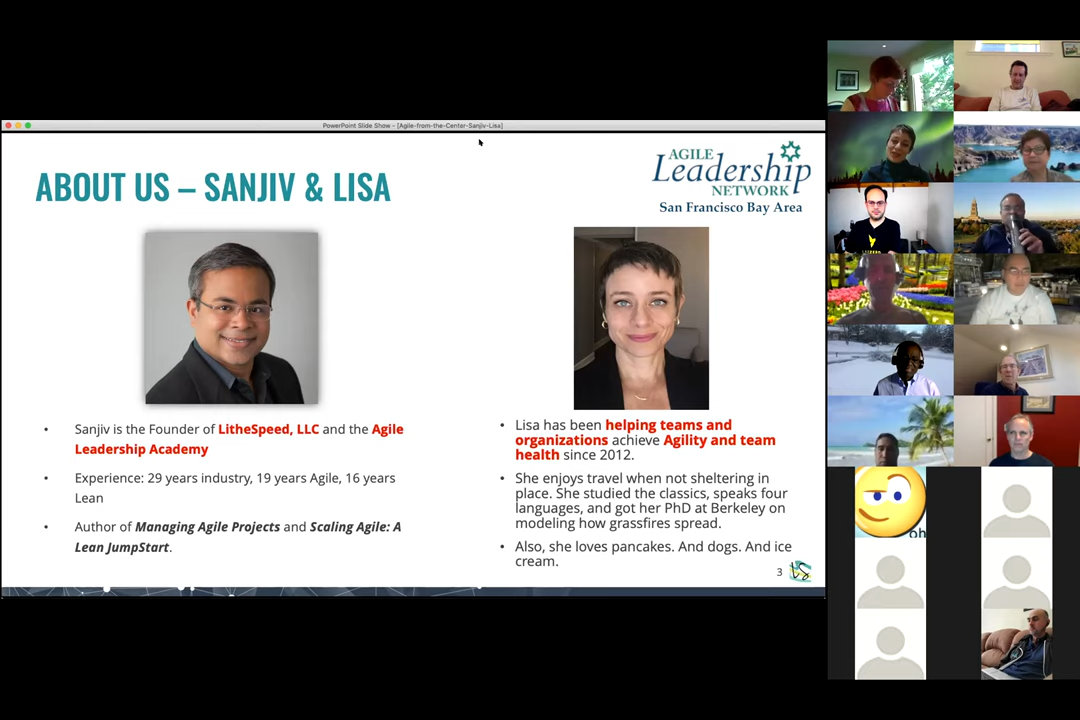 PowerPoint Slide Show - [Agile-from-the-Center-Sanjiv-Lisa]
ABOUT US – SANJIV & LISA
AGILE
Leadership
NETWORK
San Francisco Bay Area
• Sanjiv is the Founder of LitheSpeed, LLC and the Agile
Leadership Academy
• Experience: 29 years industry, 19 years Agile, 16 years
Lean
• Author of Managing Agile Projects and Scaling Agile: A
Lean JumpStart.
• Lisa has been helping teams and
organizations achieve Agility and team
health since 2012.
• She enjoys travel when not sheltering in
place. She studied the classics, speaks four
languages, and got her PhD at Berkeley on
modeling how grassfires spread.
• Also, she loves pancakes. And dogs. And ice
cream.
3